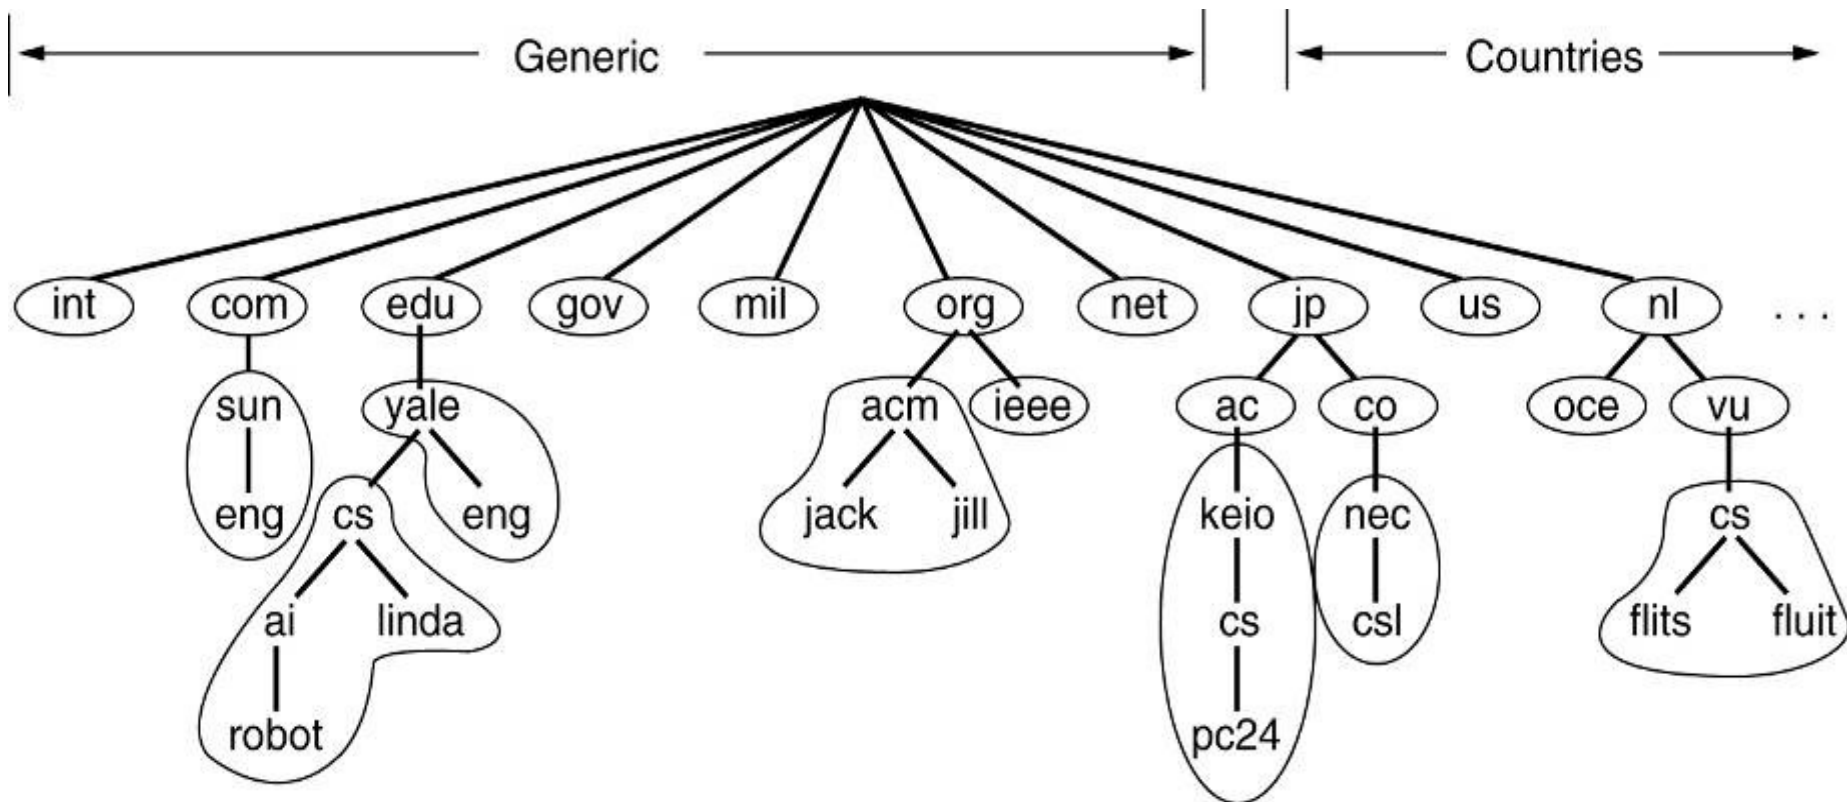 Generic Countries
int com edu gov mil org net jp us nl ...
sun yale acm ieee ac co oce vu
eng cs eng jack jill keio nec cs
ai linda cs csl flits fluit
robot pc24